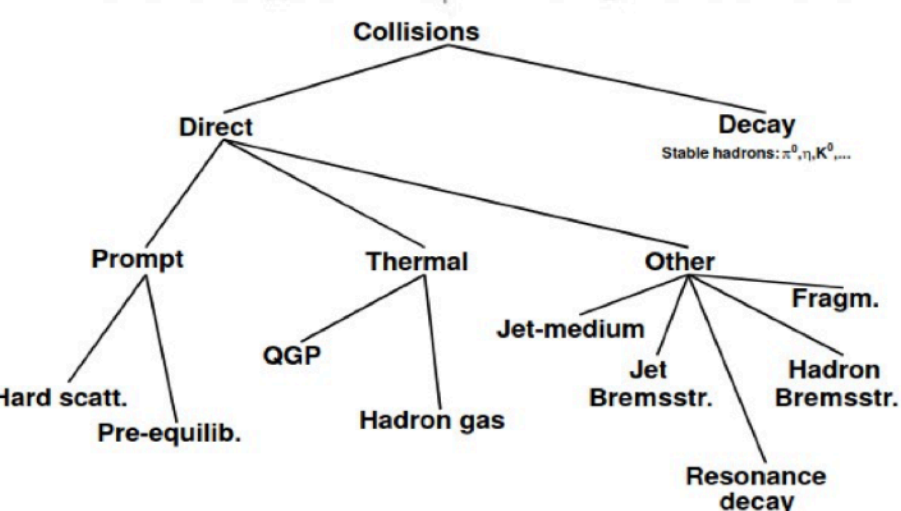 Collisions
Direct
Decay
Stable hadrons: π⁰,η,K⁰,...
Prompt
Thermal
Other
Fragm.
Jet-medium
QGP
Jet
Bremsstr.
Hadron
Bremsstr.
Hard scatt.
Pre-equilib.
Hadron gas
Resonance
decay